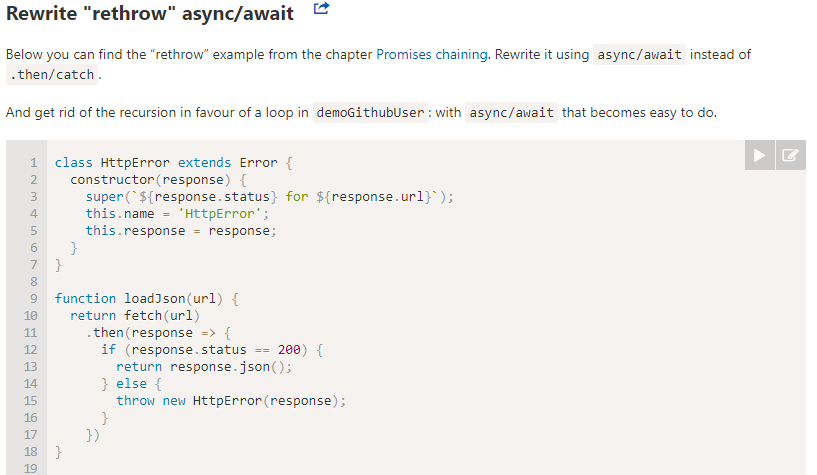 Rewrite "rethrow" async/await
Below you can find the “rethrow” example from the chapter Promises chaining. Rewrite it using async/await instead of
.then/catch.
And get rid of the recursion in favour of a loop in demoGithubUser: with async/await that becomes easy to do.
1 class HttpError extends Error {
2   constructor(response) {
3     super(`${response.status} for ${response.url}`);
4     this.name = 'HttpError';
5     this.response = response;
6   }
7 }
8
9 function loadJson(url) {
10   return fetch(url)
11     .then(response => {
12       if (response.status == 200) {
13         return response.json();
14       } else {
15         throw new HttpError(response);
16       }
17     })
18 }
19